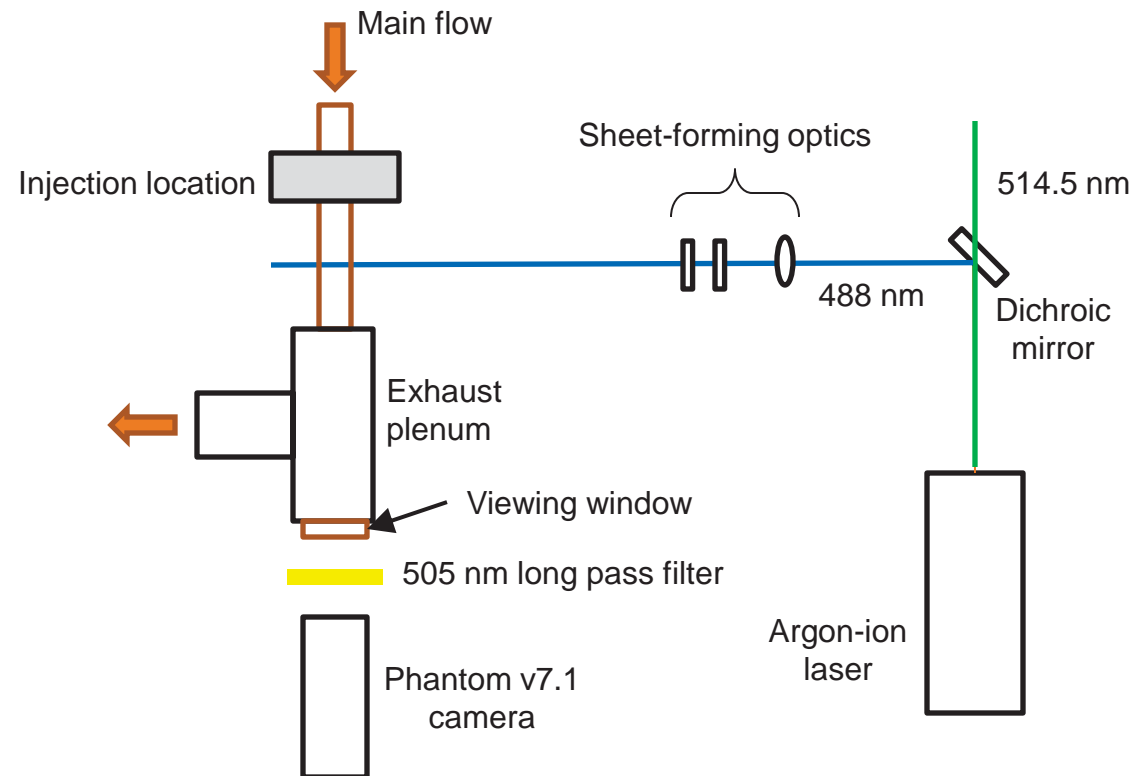 Main flow
Sheet-forming optics
Injection location
514.5 nm
488 nm
Dichroic
mirror
Exhaust
plenum
Viewing window
505 nm long pass filter
Argon-ion
laser
Phantom v7.1
camera